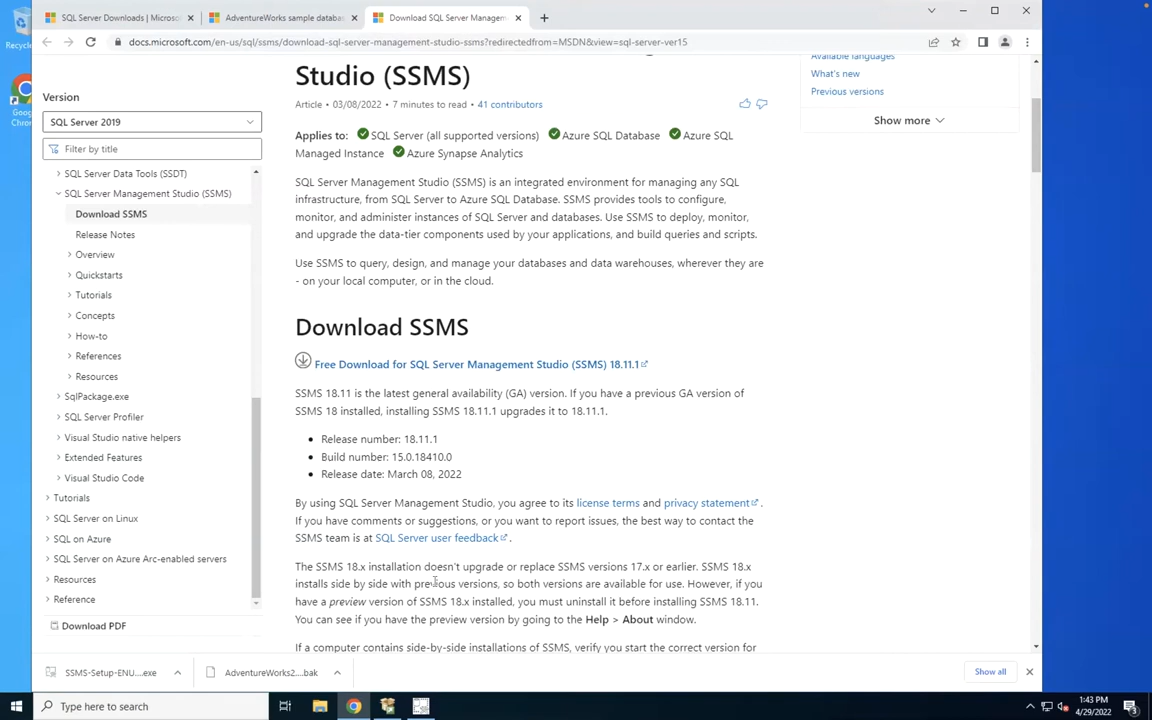 SQL Server Downloads | Microsoft
AdventureWorks sample databas
Download SQL Server Managem
docs.microsoft.com/en-us/sql/ssms/download-sql-server-management-studio-ssms?redirectedfrom=MSDN&view=sql-server-ver15
Recycle
Goog
Chro
Version
SQL Server 2019
Filter by title
SQL Server Data Tools (SSDT)
SQL Server Management Studio (SSMS)
Download SSMS
Release Notes
Overview
Quickstarts
Tutorials
Concepts
How-to
References
Resources
SqlPackage.exe
SQL Server Profiler
Visual Studio native helpers
Extended Features
Visual Studio Code
Tutorials
SQL Server on Linux
SQL on Azure
SQL Server on Azure Arc-enabled servers
Resources
Reference
Download PDF
Studio (SSMS)
Article • 03/08/2022 • 7 minutes to read • 41 contributors
Applies to: SQL Server (all supported versions) Azure SQL Database Azure SQL
Managed Instance Azure Synapse Analytics
SQL Server Management Studio (SSMS) is an integrated environment for managing any SQL
infrastructure, from SQL Server to Azure SQL Database. SSMS provides tools to configure,
monitor, and administer instances of SQL Server and databases. Use SSMS to deploy, monitor,
and upgrade the data-tier components used by your applications, and build queries and scripts.
Use SSMS to query, design, and manage your databases and data warehouses, wherever they are
- on your local computer, or in the cloud.
Download SSMS
Free Download for SQL Server Management Studio (SSMS) 18.11.1
SSMS 18.11 is the latest general availability (GA) version. If you have a previous GA version of
SSMS 18 installed, installing SSMS 18.11.1 upgrades it to 18.11.1.
• Release number: 18.11.1
• Build number: 15.0.18410.0
• Release date: March 08, 2022
By using SQL Server Management Studio, you agree to its license terms and privacy statement.
If you have comments or suggestions, or you want to report issues, the best way to contact the
SSMS team is at SQL Server user feedback.
The SSMS 18.x installation doesn't upgrade or replace SSMS versions 17.x or earlier. SSMS 18.x
installs side by side with previous versions, so both versions are available for use. However, if you
have a preview version of SSMS 18.x installed, you must uninstall it before installing SSMS 18.11.
You can see if you have the preview version by going to the Help > About window.
If a computer contains side-by-side installations of SSMS, verify you start the correct version for
Available languages
What's new
Previous versions
Show more
SSMS-Setup-ENU....exe
AdventureWorks2....bak
Show all
Type here to search
1:43 PM
4/29/2022
3